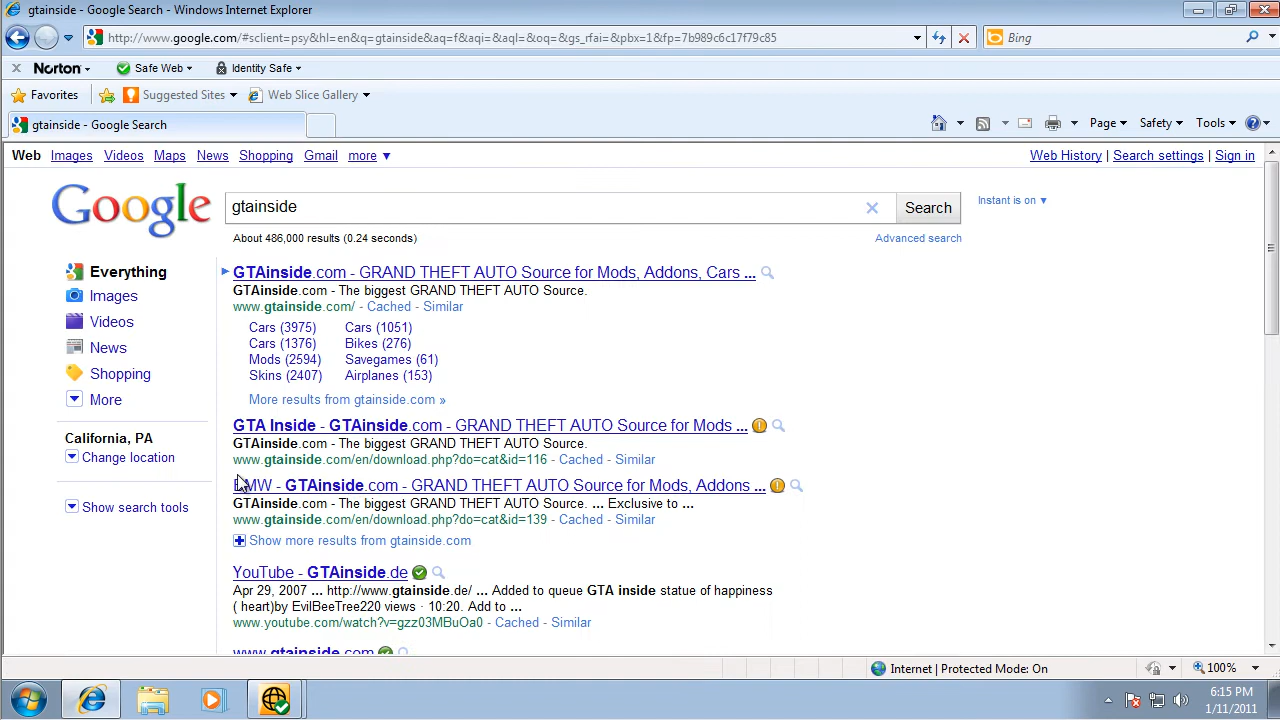 gtainside - Google Search - Windows Internet Explorer
http://www.google.com/#sclient=psy&hl=en&q=gtainside&aq=f&aqi=&aql=&oq=&gs_rfai=&pbx=1&fp=7b989c6c17f79c85
Bing
Norton
Safe Web
Identity Safe
Favorites
Suggested Sites
Web Slice Gallery
gtainside - Google Search
Page
Safety
Tools
Web Images Videos Maps News Shopping Gmail more ▼
Web History | Search settings | Sign in
Google
gtainside
Search
Instant is on ▼
About 486,000 results (0.24 seconds)
Advanced search
Everything
Images
Videos
News
Shopping
More
California, PA
Change location
Show search tools
GTAinside.com - GRAND THEFT AUTO Source for Mods, Addons, Cars ...
GTAinside.com - The biggest GRAND THEFT AUTO Source.
www.gtainside.com/ - Cached - Similar
Cars (3975) Cars (1051)
Cars (1376) Bikes (276)
Mods (2594) Savegames (61)
Skins (2407) Airplanes (153)
More results from gtainside.com »
GTA Inside - GTAinside.com - GRAND THEFT AUTO Source for Mods ...
GTAinside.com - The biggest GRAND THEFT AUTO Source.
www.gtainside.com/en/download.php?do=cat&id=116 - Cached - Similar
BMW - GTAinside.com - GRAND THEFT AUTO Source for Mods, Addons ...
GTAinside.com - The biggest GRAND THEFT AUTO Source. ... Exclusive to ...
www.gtainside.com/en/download.php?do=cat&id=139 - Cached - Similar
Show more results from gtainside.com
YouTube - GTAinside.de
Apr 29, 2007 ... http://www.gtainside.de/ ... Added to queue GTA inside statue of happiness
( heart)by EvilBeeTree220 views · 10:20. Add to ...
www.youtube.com/watch?v=gzz03MBuOa0 - Cached - Similar
www.gtainside.com
Internet | Protected Mode: On
100%
6:15 PM
1/11/2011